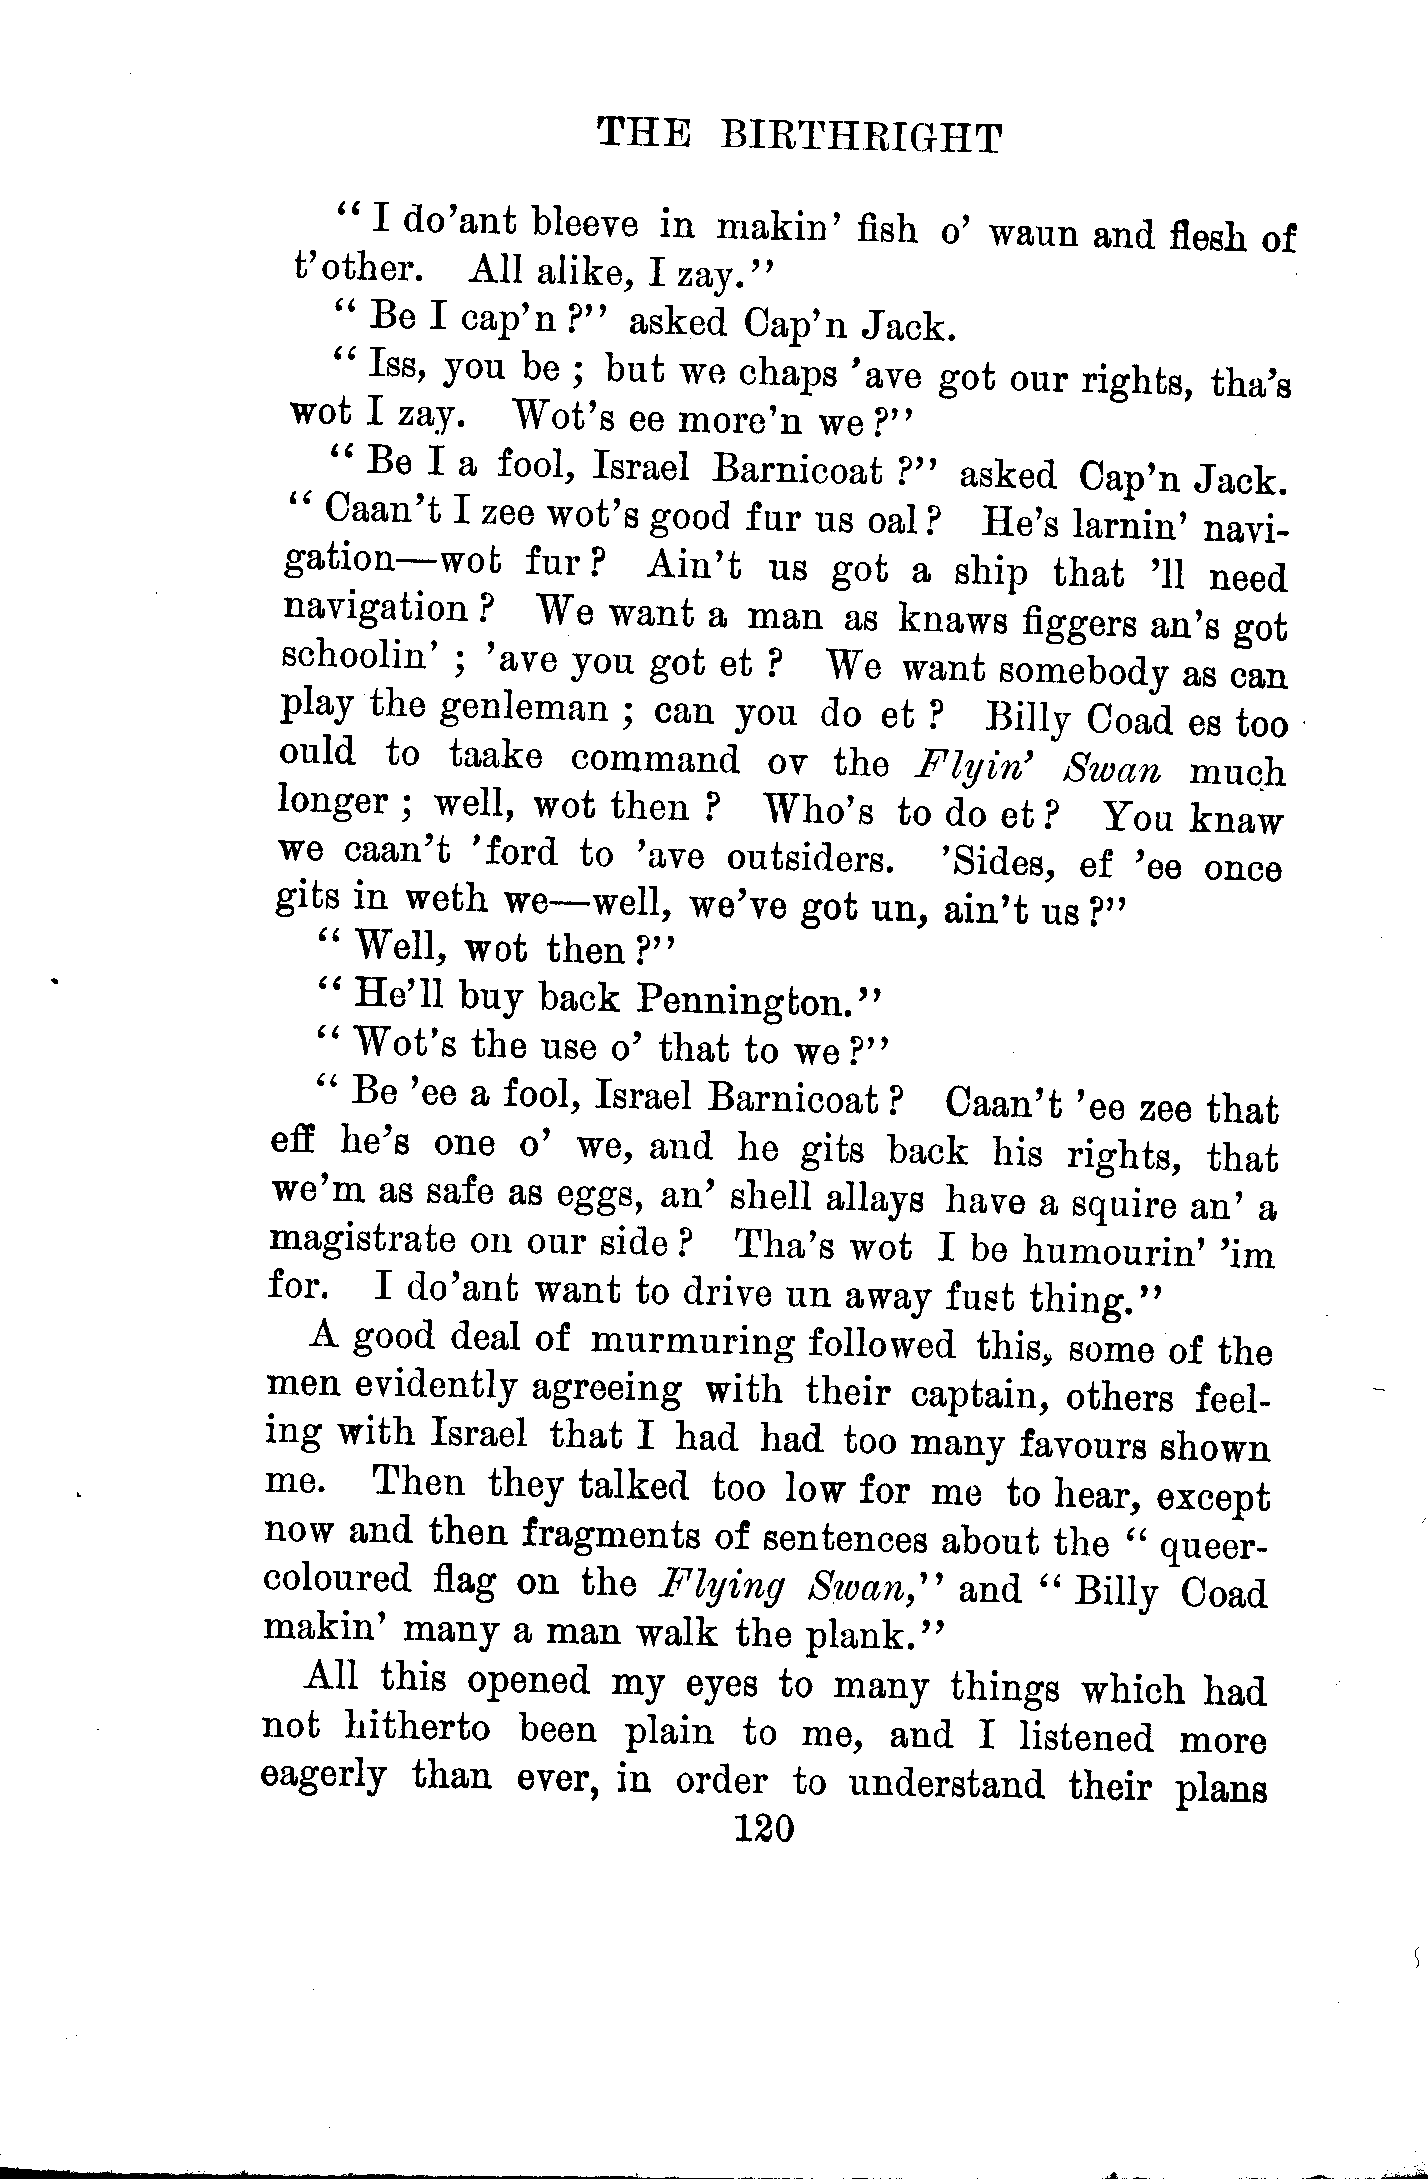 THE BIRTHRIGHT
“ I do’ant bleeve in makin’ fish o’ waun and flesh of
t’other. All alike, I zay.”
“ Be I cap’n ?” asked Cap’n Jack.
“ Iss, you be ; but we chaps ’ave got our rights, tha’s
wot I zay. Wot’s ee more’n we ?”
“ Be I a fool, Israel Barnicoat ?” asked Cap’n Jack.
“ Caan’t I zee wot’s good fur us oal ? He’s larnin’ navi-
gation—wot fur ? Ain’t us got a ship that ’ll need
navigation ? We want a man as knaws figgers an’s got
schoolin’ ; ’ave you got et ? We want somebody as can
play the genleman ; can you do et ? Billy Coad es too
ould to taake command ov the Flyin’ Swan much
longer ; well, wot then ? Who’s to do et ? You knaw
we caan’t ’ford to ’ave outsiders. ’Sides, ef ’ee once
gits in weth we—well, we’ve got un, ain’t us ?”
“ Well, wot then ?”
“ He’ll buy back Pennington.”
“ Wot’s the use o’ that to we ?”
“ Be ’ee a fool, Israel Barnicoat ? Caan’t ’ee zee that
eff he’s one o’ we, and he gits back his rights, that
we’m as safe as eggs, an’ shell allays have a squire an’ a
magistrate on our side ? Tha’s wot I be humourin’ ’im
for. I do’ant want to drive un away fust thing.”
A good deal of murmuring followed this, some of the
men evidently agreeing with their captain, others feel-
ing with Israel that I had had too many favours shown
me. Then they talked too low for me to hear, except
now and then fragments of sentences about the “ queer-
coloured flag on the Flying Swan,” and “ Billy Coad
makin’ many a man walk the plank.”
All this opened my eyes to many things which had
not hitherto been plain to me, and I listened more
eagerly than ever, in order to understand their plans
120